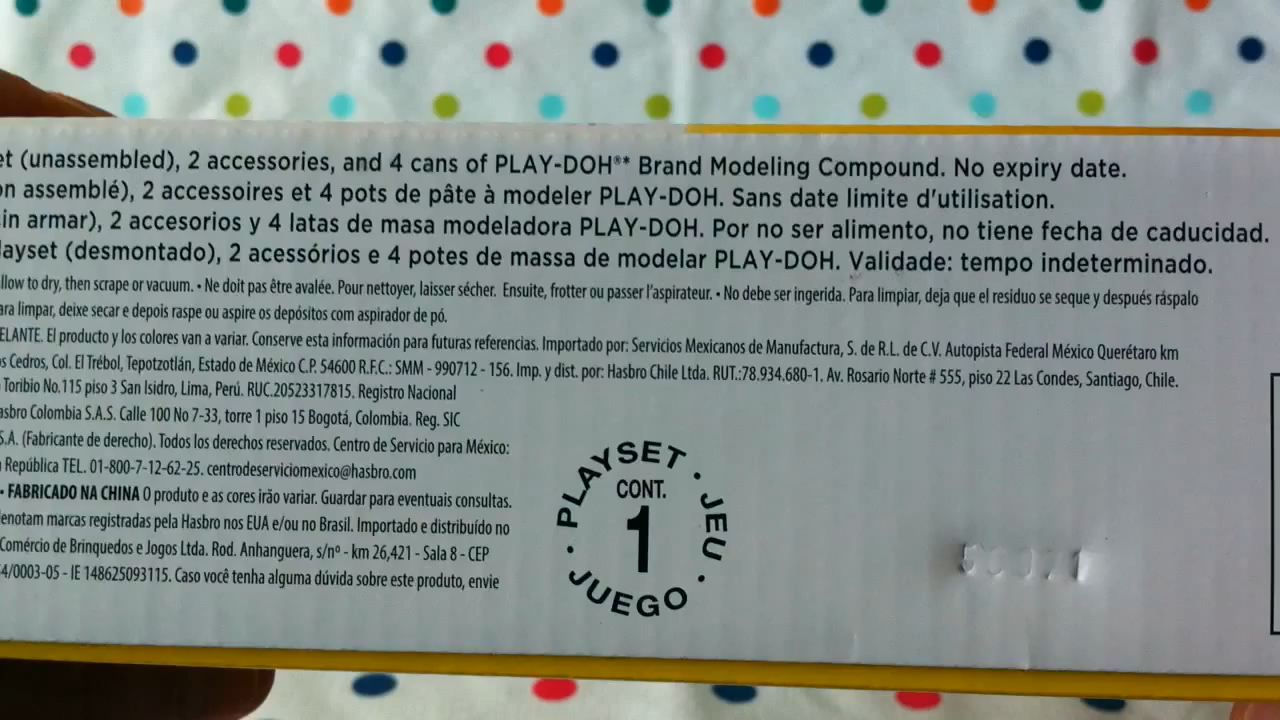 et (unassembled), 2 accessories, and 4 cans of PLAY-DOH®* Brand Modeling Compound. No expiry date.
on assemblé), 2 accessoires et 4 pots de pâte à modeler PLAY-DOH. Sans date limite d'utilisation.
in armar), 2 accesorios y 4 latas de masa modeladora PLAY-DOH. Por no ser alimento, no tiene fecha de caducidad.
layset (desmontado), 2 acessórios e 4 potes de massa de modelar PLAY-DOH. Validade: tempo indeterminado.
llow to dry, then scrape or vacuum. • Ne doit pas être avalée. Pour nettoyer, laisser sécher. Ensuite, frotter ou passer l'aspirateur. • No debe ser ingerida. Para limpiar, deja que el residuo se seque y después ráspalo
ara limpar, deixe secar e depois raspe ou aspire os depósitos com aspirador de pó.
ELANTE. El producto y los colores van a variar. Conserve esta información para futuras referencias. Importado por: Servicios Mexicanos de Manufactura, S. de R.L. de C.V. Autopista Federal México Querétaro km
s Cedros, Col. El Trébol, Tepotzotlán, Estado de México C.P. 54600 R.F.C.: SMM - 990712 - 156. Imp. y dist. por: Hasbro Chile Ltda. RUT.:78.934.680-1. Av. Rosario Norte # 555, piso 22 Las Condes, Santiago, Chile.
Toribio No.115 piso 3 San Isidro, Lima, Perú. RUC.20523317815. Registro Nacional
asbro Colombia S.A.S. Calle 100 No 7-33, torre 1 piso 15 Bogotá, Colombia. Reg. SIC
S.A. (Fabricante de derecho). Todos los derechos reservados. Centro de Servicio para México:
República TEL. 01-800-7-12-62-25. centrodeserviciomexico@hasbro.com
• FABRICADO NA CHINA O produto e as cores irão variar. Guardar para eventuais consultas.
enotam marcas registradas pela Hasbro nos EUA e/ou no Brasil. Importado e distribuído no
Comércio de Brinquedos e Jogos Ltda. Rod. Anhanguera, s/nº - km 26,421 - Sala 8 - CEP
4/0003-05 - IE 148625093115. Caso você tenha alguma dúvida sobre este produto, envie
PLAYSET • JEU • JUEGO •
CONT.
1